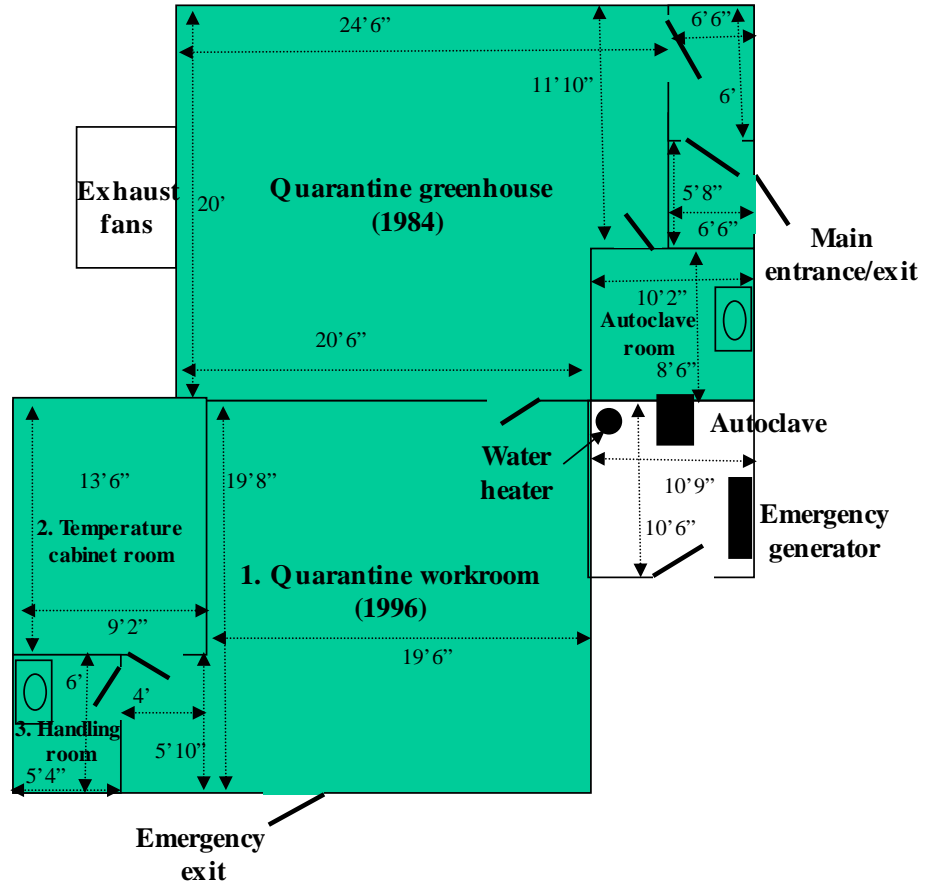 24’6”
6’6”
11’10”
6’
Exhaust
fans
20’
Quarantine greenhouse
(1984)
5’8”
6’6”
Main
entrance/exit
10’2”
Autoclave
room
20’6”
8’6”
Autoclave
Water
heater
13’6”
19’8”
10’9”
10’6”
Emergency
generator
2. Temperature
cabinet room
1. Quarantine workroom
(1996)
9’2”
19’6”
6’
4’
3. Handling
room
5’10”
5’4”
Emergency
exit